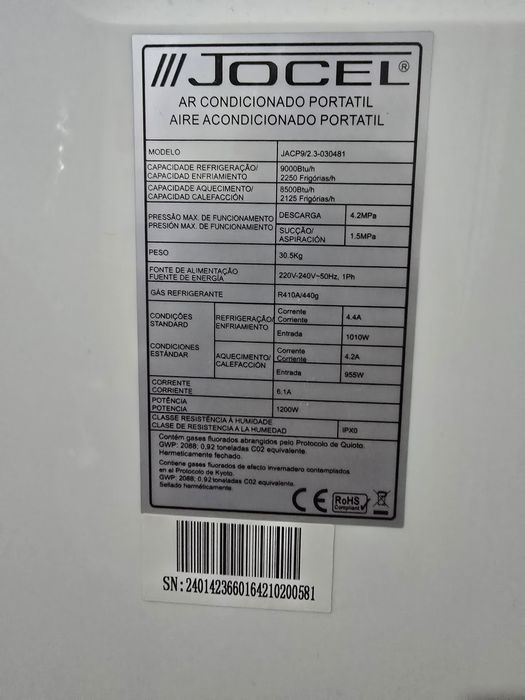 JOCEL®
AR CONDICIONADO PORTATIL
AIRE ACONDICIONADO PORTATIL
MODELO JACP9/2.3-030481
CAPACIDADE REFRIGERAÇÃO/ 9000Btu/h
CAPACIDAD ENFRIAMIENTO 2250 Frigórias/h
CAPACIDADE AQUECIMENTO/ 8500Btu/h
CAPACIDAD CALEFACCIÓN 2125 Frigórias/h
PRESSÃO MAX. DE FUNCIONAMENTO DESCARGA 4.2MPa
PRESIÓN MAX. DE FUNCIONAMIENTO SUCÇÃO/
ASPIRACIÓN 1.5MPa
PESO 30.5Kg
FONTE DE ALIMENTAÇÃO 220V-240V~50Hz, 1Ph
FUENTE DE ENERGÍA
GÁS REFRIGERANTE R410A/440g
CONDIÇÕES
STANDARD
CONDICIONES
ESTÁNDAR
REFRIGERAÇÃO/ Corrente 4.4A
ENFRIAMIENTO Corriente
Entrada 1010W
AQUECIMENTO/ Corrente 4.2A
CALEFACCIÓN Corriente
Entrada 955W
CORRENTE 6.1A
CORRIENTE
POTÊNCIA 1200W
POTENCIA
CLASSE RESISTÊNCIA À HUMIDADE IPX0
CLASE DE RESISTENCIA A LA HUMEDAD
Contém gases fluorados abrangidos pelo Protocolo de Quioto.
GWP: 2088; 0,92 toneladas C02 equivalente.
Hermeticamente fechado.
Contiene gases fluorados de efecto invernadero contemplados
en el Protocolo de Kyoto.
GWP: 2088; 0,92 toneladas C02 equivalente.
Sellado herméticamente.
CE RoHS
Compliant
SN:2401423660164210200581